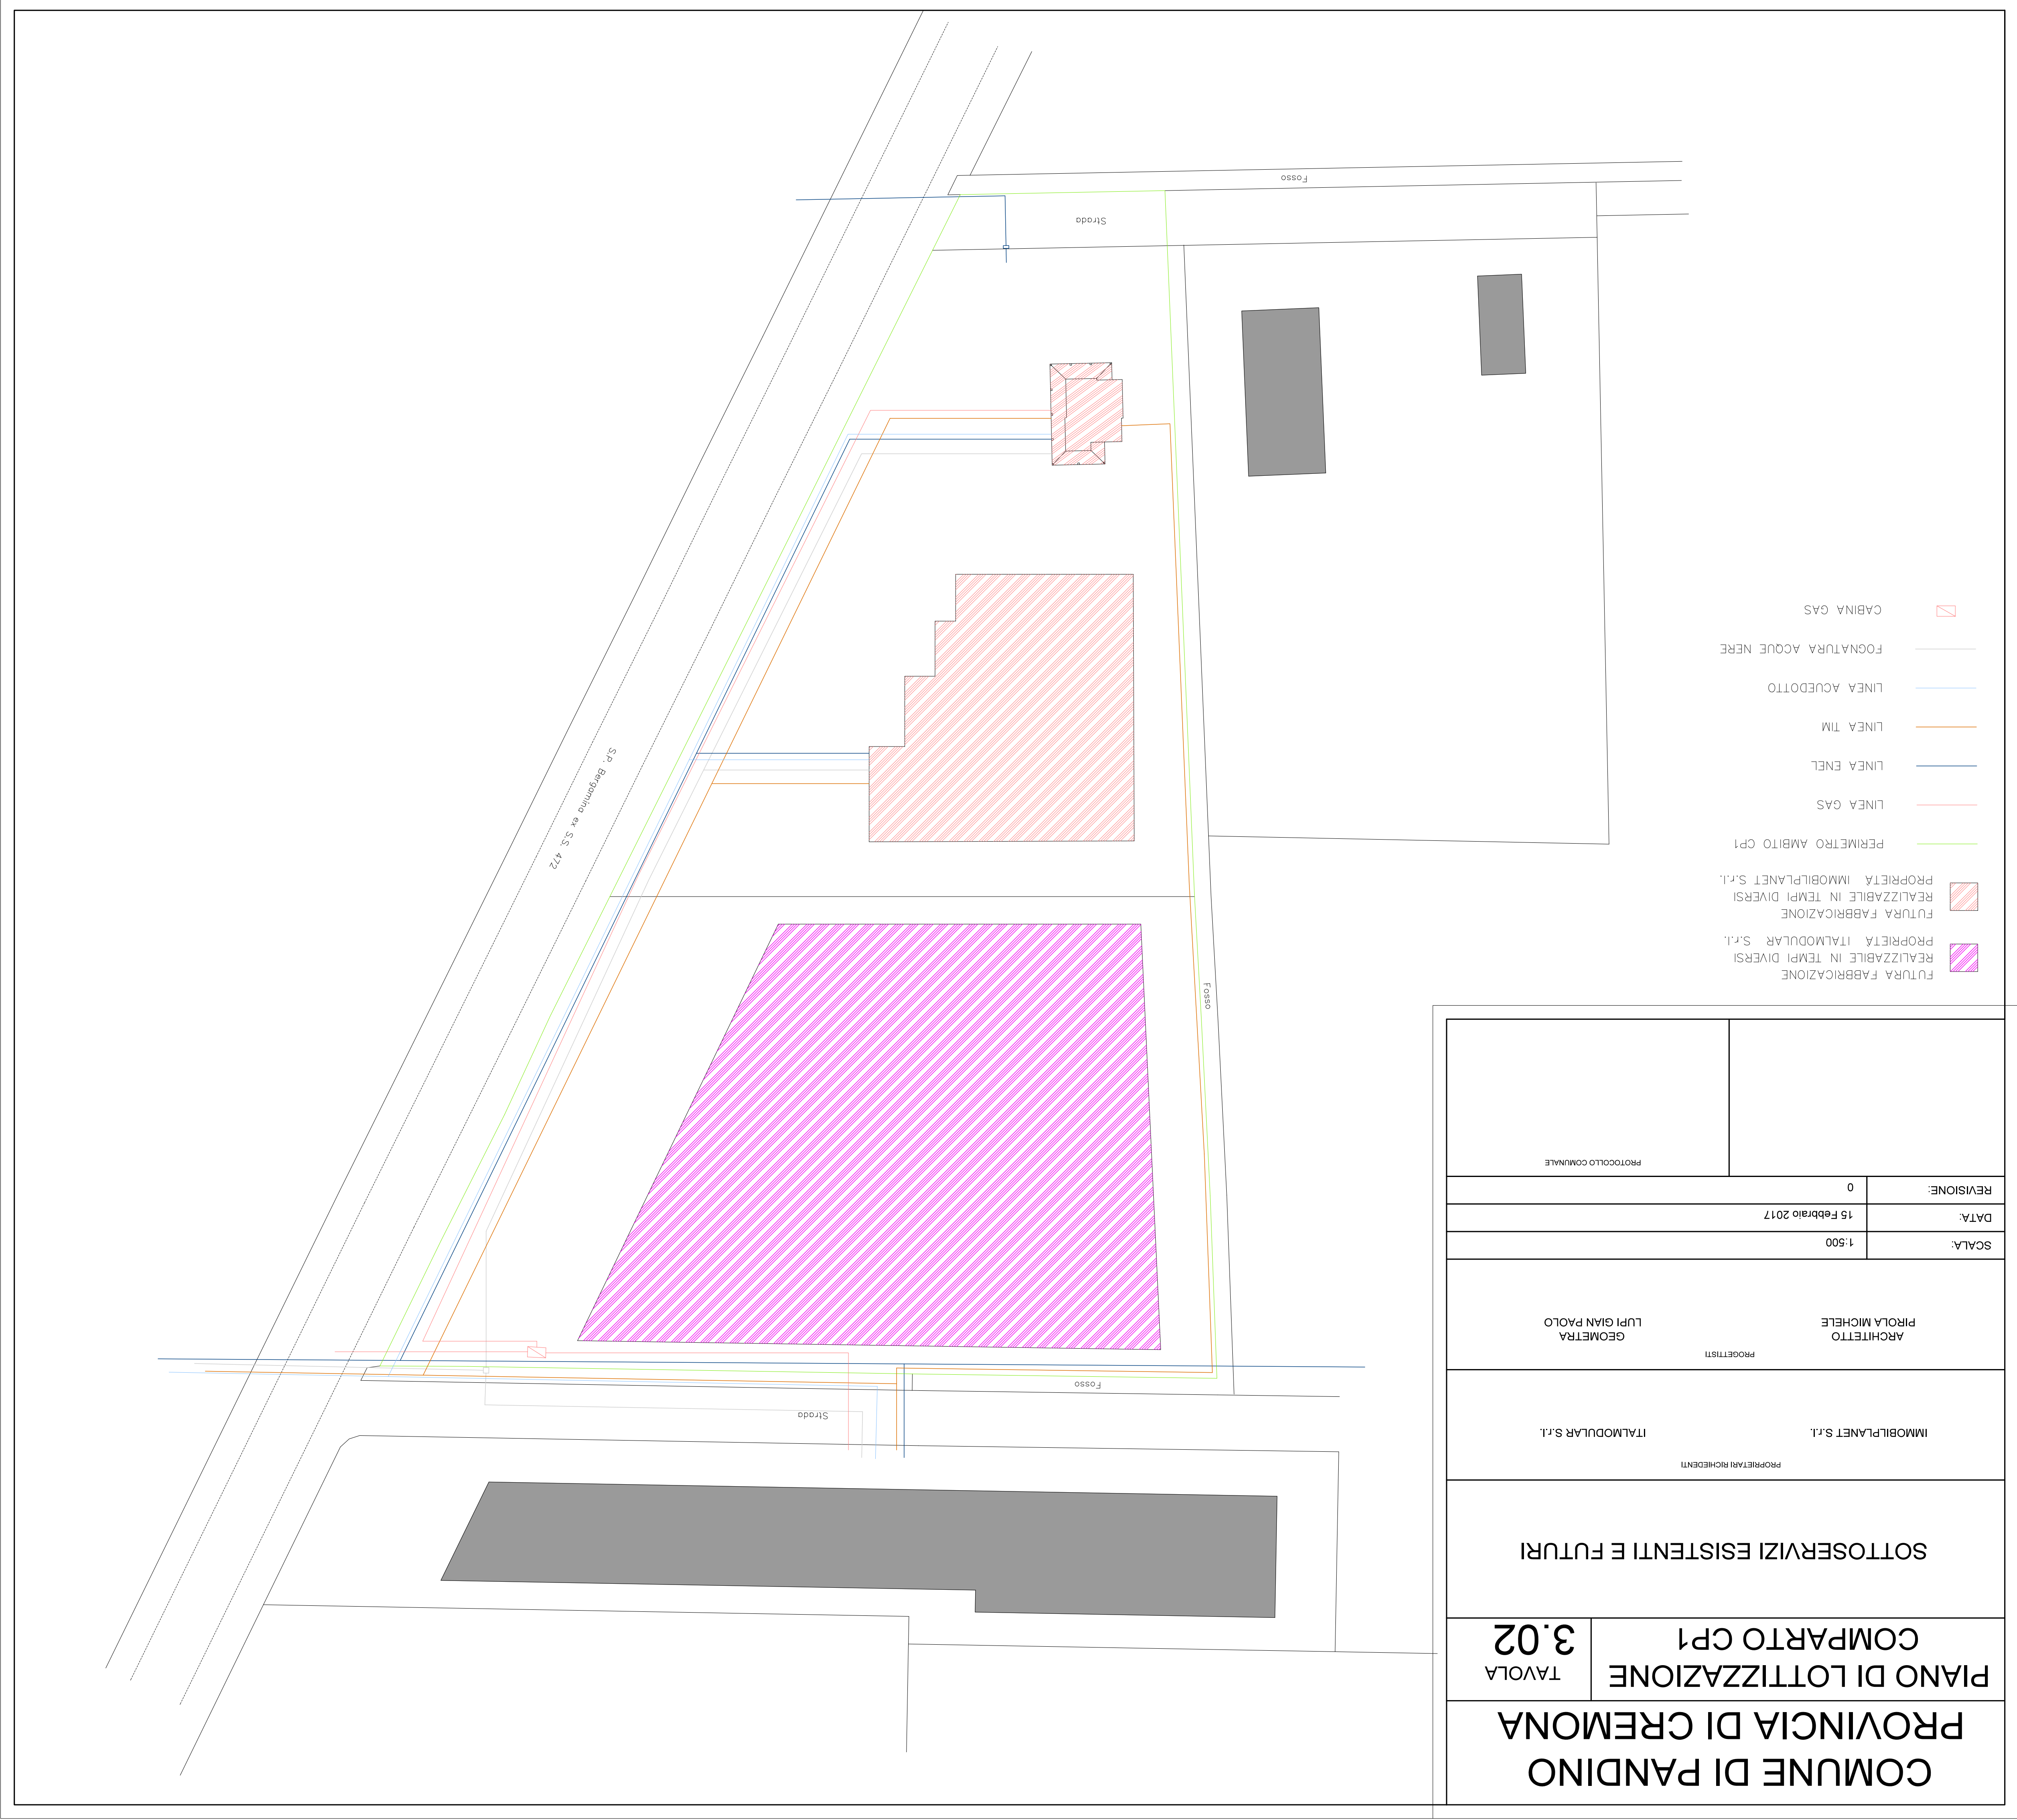 COMUNE DI PANDINO
PROVINCIA DI CREMONA
PIANO DI LOTTIZZAZIONE
COMPARTO CP1
TAVOLA
3.02
SOTTOSERVIZI ESISTENTI E FUTURI
PROPRIETARI RICHIEDENTI
IMMOBILPLANET S.r.l.
ITALMODULAR S.r.l.
PROGETTISTI
ARCHITETTO
PIROLA MICHELE
GEOMETRA
LUPI GIAN PAOLO
SCALA:
1:500
DATA:
15 Febbraio 2017
REVISIONE:
0
PROTOCOLLO COMUNALE
FUTURA FABBRICAZIONE
REALIZZABILE IN TEMPI DIVERSI
PROPRIETÀ ITALMODULAR S.r.l.
FUTURA FABBRICAZIONE
REALIZZABILE IN TEMPI DIVERSI
PROPRIETÀ IMMOBILPLANET S.r.l.
PERIMETRO AMBITO CP1
LINEA GAS
LINEA ENEL
LINEA TIM
LINEA ACUEDOTTO
FOGNATURA ACQUE NERE
CABINA GAS
Strada
Fosso
Fosso
S.P. Bergamina ex S.S. 472
Strada
Fosso